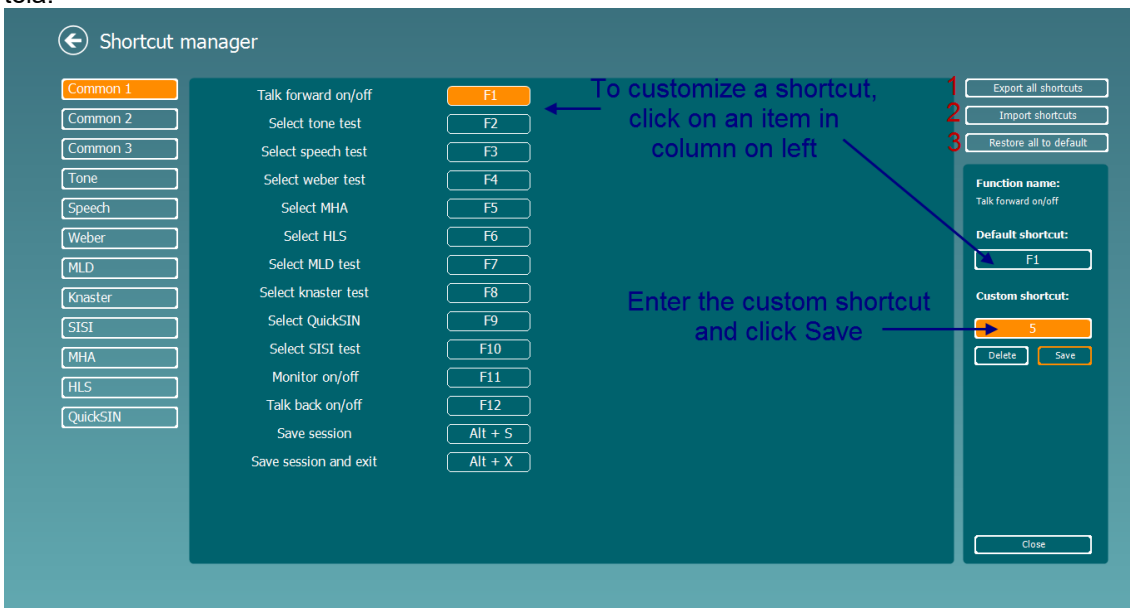 tela:
Shortcut manager
Common 1
Common 2
Common 3
Tone
Speech
Weber
MLD
Knaster
SISI
MHA
HLS
QuickSIN
Talk forward on/off F1
Select tone test F2
Select speech test F3
Select weber test F4
Select MHA F5
Select HLS F6
Select MLD test F7
Select knaster test F8
Select QuickSIN F9
Select SISI test F10
Monitor on/off F11
Talk back on/off F12
Save session Alt + S
Save session and exit Alt + X
To customize a shortcut,
click on an item in
column on left
Enter the custom shortcut
and click Save
1 Export all shortcuts
2 Import shortcuts
3 Restore all to default
Function name:
Talk forward on/off
Default shortcut:
F1
Custom shortcut:
5
Delete Save
Close